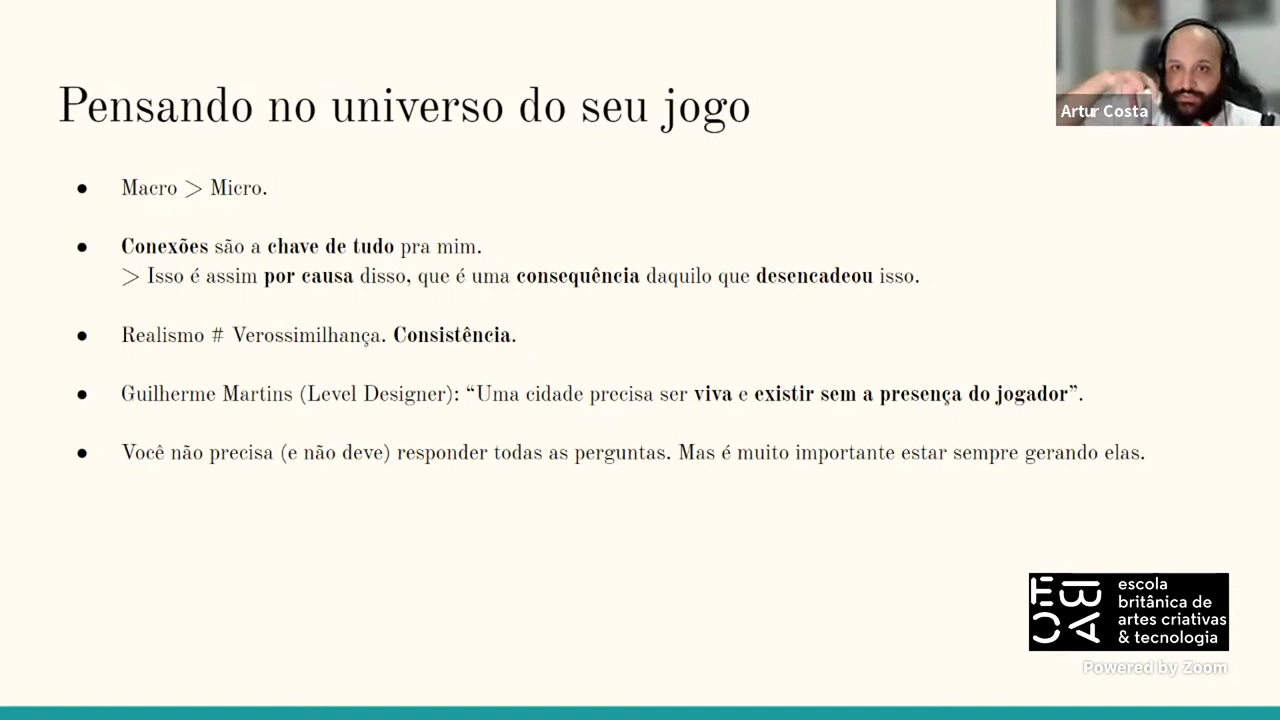 Pensando no universo do seu jogo
Artur Costa
● Macro > Micro.
● Conexões são a chave de tudo pra mim.
> Isso é assim por causa disso, que é uma consequência daquilo que desencadeou isso.
● Realismo # Verossimilhança. Consistência.
● Guilherme Martins (Level Designer): “Uma cidade precisa ser viva e existir sem a presença do jogador”.
● Você não precisa (e não deve) responder todas as perguntas. Mas é muito importante estar sempre gerando elas.
escola
britânica de
artes criativas
& tecnologia
Powered by Zoom